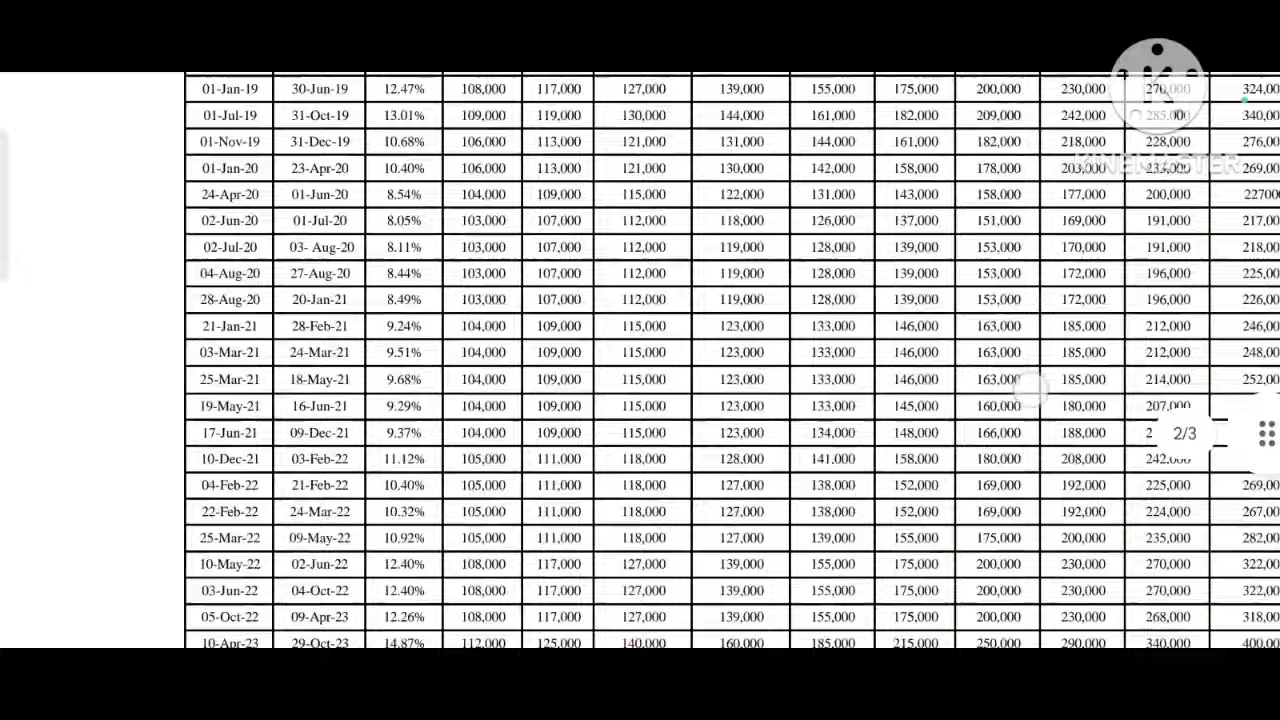 01-Jan-19 30-Jun-19 12.47% 108,000 117,000 127,000 139,000 155,000 175,000 200,000 230,000 270,000 324,00
01-Jul-19 31-Oct-19 13.01% 109,000 119,000 130,000 144,000 161,000 182,000 209,000 242,000 285,000 340,00
01-Nov-19 31-Dec-19 10.68% 106,000 113,000 121,000 131,000 144,000 161,000 182,000 218,000 228,000 276,00
01-Jan-20 23-Apr-20 10.40% 106,000 113,000 121,000 130,000 142,000 158,000 178,000 203,000 233,000 269,00
KINEMASTER
24-Apr-20 01-Jun-20 8.54% 104,000 109,000 115,000 122,000 131,000 143,000 158,000 177,000 200,000 22700
02-Jun-20 01-Jul-20 8.05% 103,000 107,000 112,000 118,000 126,000 137,000 151,000 169,000 191,000 217,00
02-Jul-20 03- Aug-20 8.11% 103,000 107,000 112,000 119,000 128,000 139,000 153,000 170,000 191,000 218,00
04-Aug-20 27-Aug-20 8.44% 103,000 107,000 112,000 119,000 128,000 139,000 153,000 172,000 196,000 225,00
28-Aug-20 20-Jan-21 8.49% 103,000 107,000 112,000 119,000 128,000 139,000 153,000 172,000 196,000 226,00
21-Jan-21 28-Feb-21 9.24% 104,000 109,000 115,000 123,000 133,000 146,000 163,000 185,000 212,000 246,00
03-Mar-21 24-Mar-21 9.51% 104,000 109,000 115,000 123,000 133,000 146,000 163,000 185,000 212,000 248,00
25-Mar-21 18-May-21 9.68% 104,000 109,000 115,000 123,000 133,000 146,000 163,000 185,000 214,000 252,00
19-May-21 16-Jun-21 9.29% 104,000 109,000 115,000 123,000 133,000 145,000 160,000 180,000 207,000
17-Jun-21 09-Dec-21 9.37% 104,000 109,000 115,000 123,000 134,000 148,000 166,000 188,000 2
2/3
10-Dec-21 03-Feb-22 11.12% 105,000 111,000 118,000 128,000 141,000 158,000 180,000 208,000 242,000
04-Feb-22 21-Feb-22 10.40% 105,000 111,000 118,000 127,000 138,000 152,000 169,000 192,000 225,000 269,00
22-Feb-22 24-Mar-22 10.32% 105,000 111,000 118,000 127,000 138,000 152,000 169,000 192,000 224,000 267,00
25-Mar-22 09-May-22 10.92% 105,000 111,000 118,000 127,000 139,000 155,000 175,000 200,000 235,000 282,00
10-May-22 02-Jun-22 12.40% 108,000 117,000 127,000 139,000 155,000 175,000 200,000 230,000 270,000 322,00
03-Jun-22 04-Oct-22 12.40% 108,000 117,000 127,000 139,000 155,000 175,000 200,000 230,000 270,000 322,00
05-Oct-22 09-Apr-23 12.26% 108,000 117,000 127,000 139,000 155,000 175,000 200,000 230,000 268,000 318,00
10-Apr-23 29-Oct-23 14.87% 112,000 125,000 140,000 160,000 185,000 215,000 250,000 290,000 340,000 400,00